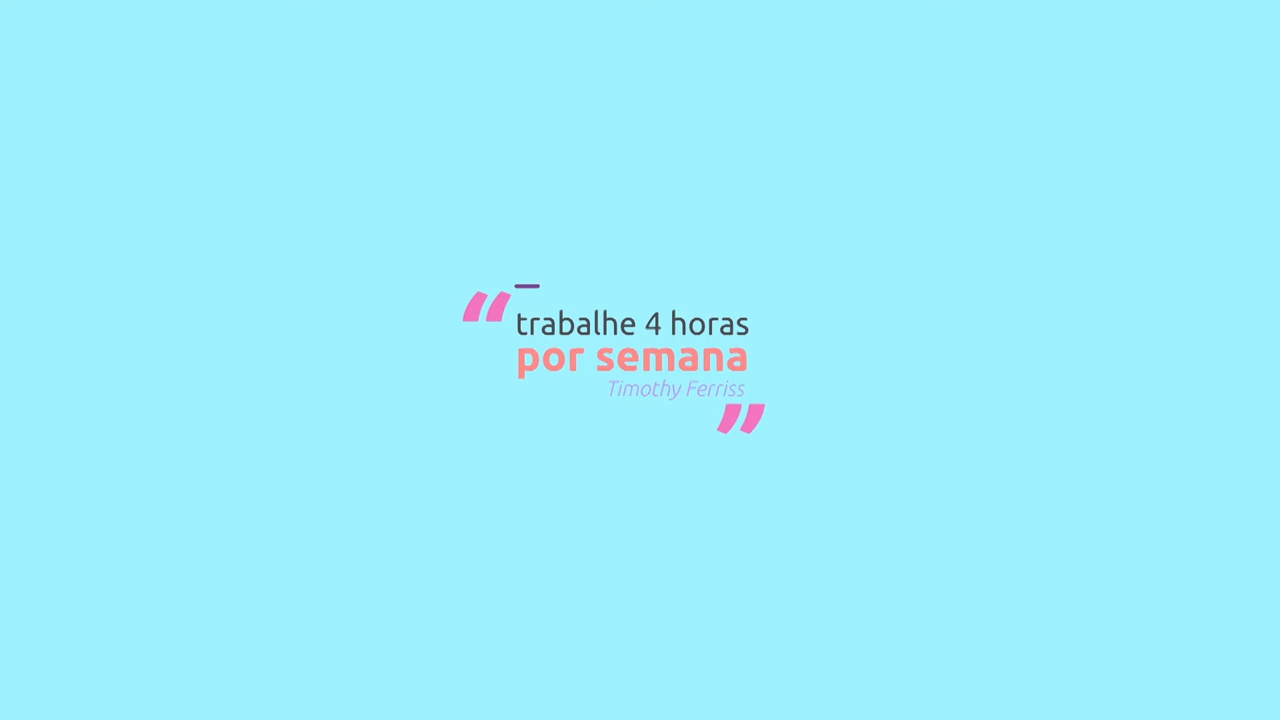 “trabalhe 4 horas
por semana
Timothy Ferriss
”